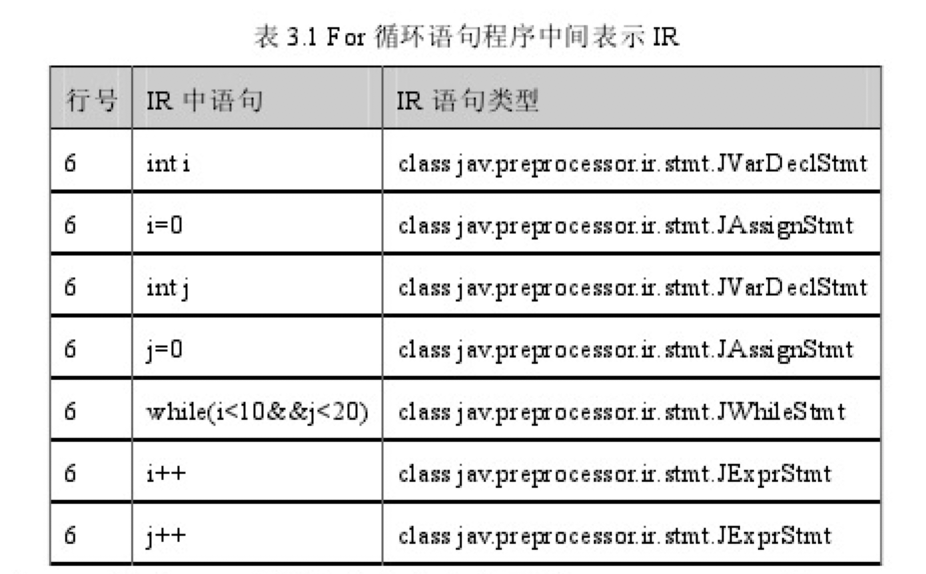 表 3.1 For 循环语句程序中间表示 IR
行号 IR 中语句 IR 语句类型
6 int i class jav.preprocessor.ir.stmt.JVarDeclStmt
6 i=0 class jav.preprocessor.ir.stmt.JAssignStmt
6 int j class jav.preprocessor.ir.stmt.JVarDeclStmt
6 j=0 class jav.preprocessor.ir.stmt.JAssignStmt
6 while(i<10&&j<20) class jav.preprocessor.ir.stmt.JWhileStmt
6 i++ class jav.preprocessor.ir.stmt.JExprStmt
6 j++ class jav.preprocessor.ir.stmt.JExprStmt